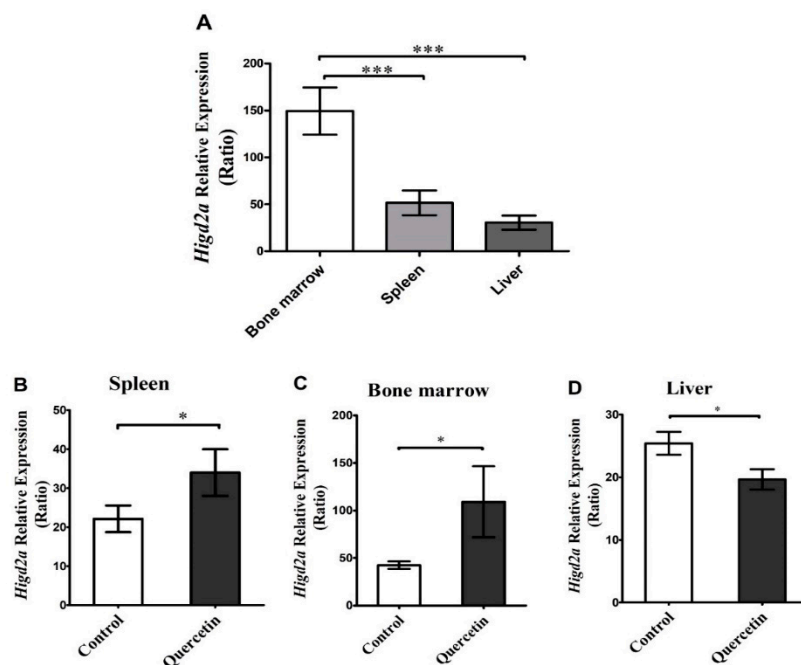 A
Higd2a Relative Expression
(Ratio)
200
150
100
50
0
***
***
Bone marrow
Spleen
Liver
B
Spleen
Higd2a Relative Expression
(Ratio)
50
40
30
20
10
0
*
Control
Quercetin
C
Bone marrow
Higd2a Relative Expression
(Ratio)
200
150
100
50
0
*
Control
Quercetin
D
Liver
Higd2a Relative Expression
(Ratio)
30
20
10
0
*
Control
Quercetin